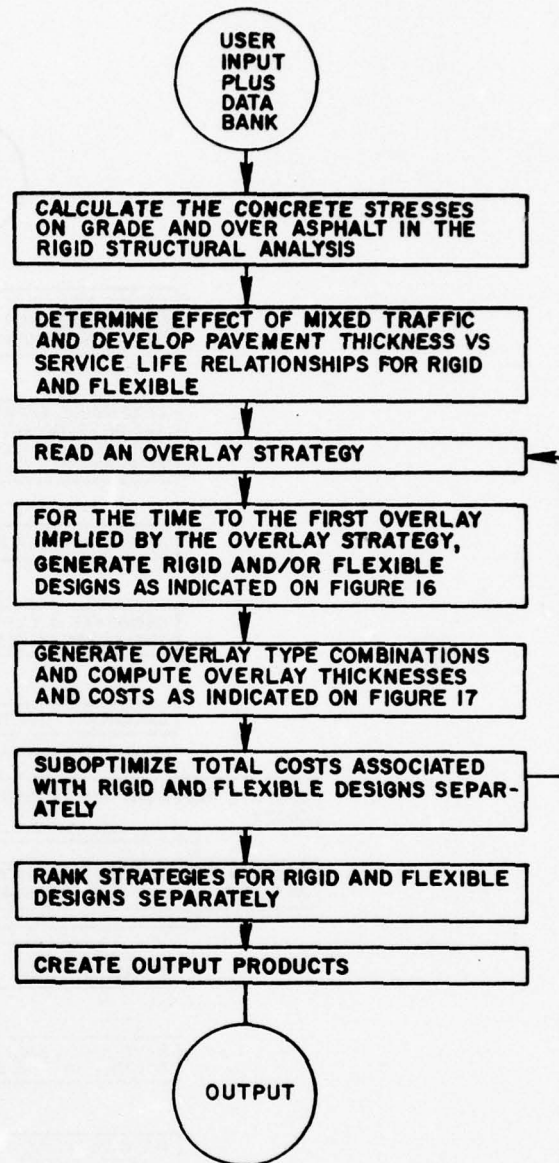 USER
INPUT
PLUS
DATA
BANK
CALCULATE THE CONCRETE STRESSES
ON GRADE AND OVER ASPHALT IN THE
RIGID STRUCTURAL ANALYSIS
DETERMINE EFFECT OF MIXED TRAFFIC
AND DEVELOP PAVEMENT THICKNESS VS
SERVICE LIFE RELATIONSHIPS FOR RIGID
AND FLEXIBLE
READ AN OVERLAY STRATEGY
FOR THE TIME TO THE FIRST OVERLAY
IMPLIED BY THE OVERLAY STRATEGY,
GENERATE RIGID AND/OR FLEXIBLE
DESIGNS AS INDICATED ON FIGURE 16
GENERATE OVERLAY TYPE COMBINATIONS
AND COMPUTE OVERLAY THICKNESSES
AND COSTS AS INDICATED ON FIGURE 17
SUBOPTIMIZE TOTAL COSTS ASSOCIATED
WITH RIGID AND FLEXIBLE DESIGNS SEPAR-
ATELY
RANK STRATEGIES FOR RIGID AND FLEXIBLE
DESIGNS SEPARATELY
CREATE OUTPUT PRODUCTS
OUTPUT